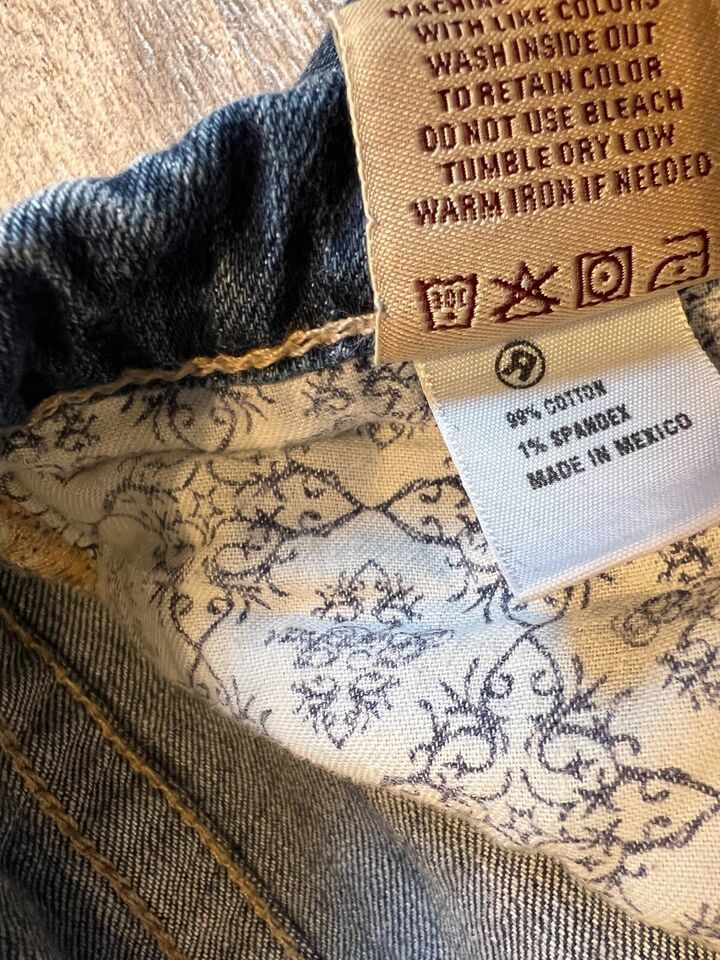 MACHINE
WITH LIKE COLORS
WASH INSIDE OUT
TO RETAIN COLOR
DO NOT USE BLEACH
TUMBLE DRY LOW
WARM IRON IF NEEDED
99% COTTON
1% SPANDEX
MADE IN MEXICO